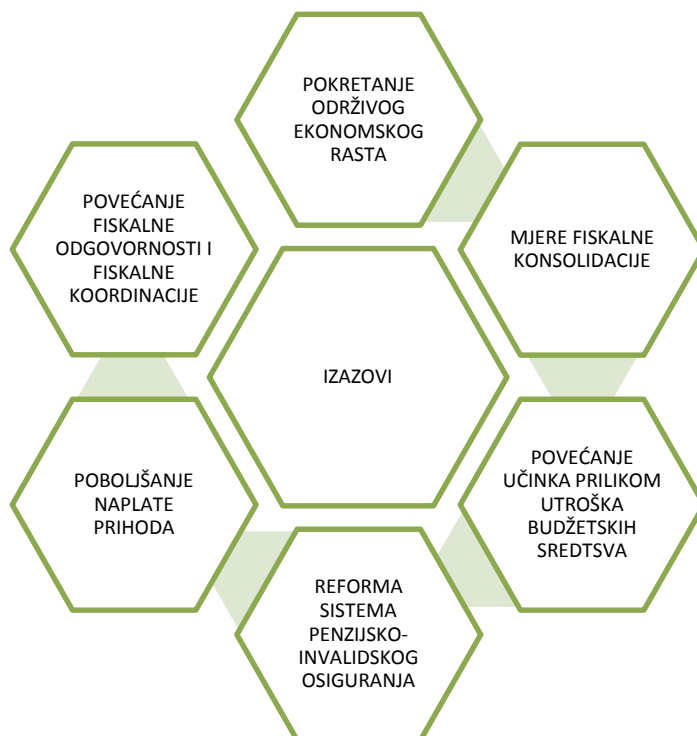 POKRETANJE
ODRŽIVOG
EKONOMSKOG
RASTA
MJERE FISKALNE
KONSOLIDACIJE
POVEĆANJE
UČINKA PRILIKOM
UTROŠKA
BUDŽETSKIH
SREDTSVA
REFORMA
SISTEMA
PENZIJSKO-
INVALIDSKOG
OSIGURANJA
POBOLJŠANJE
NAPLATE
PRIHODA
POVEĆANJE
FISKALNE
ODGOVORNOSTI I
FISKALNE
KOORDINACIJE
IZAZOVI